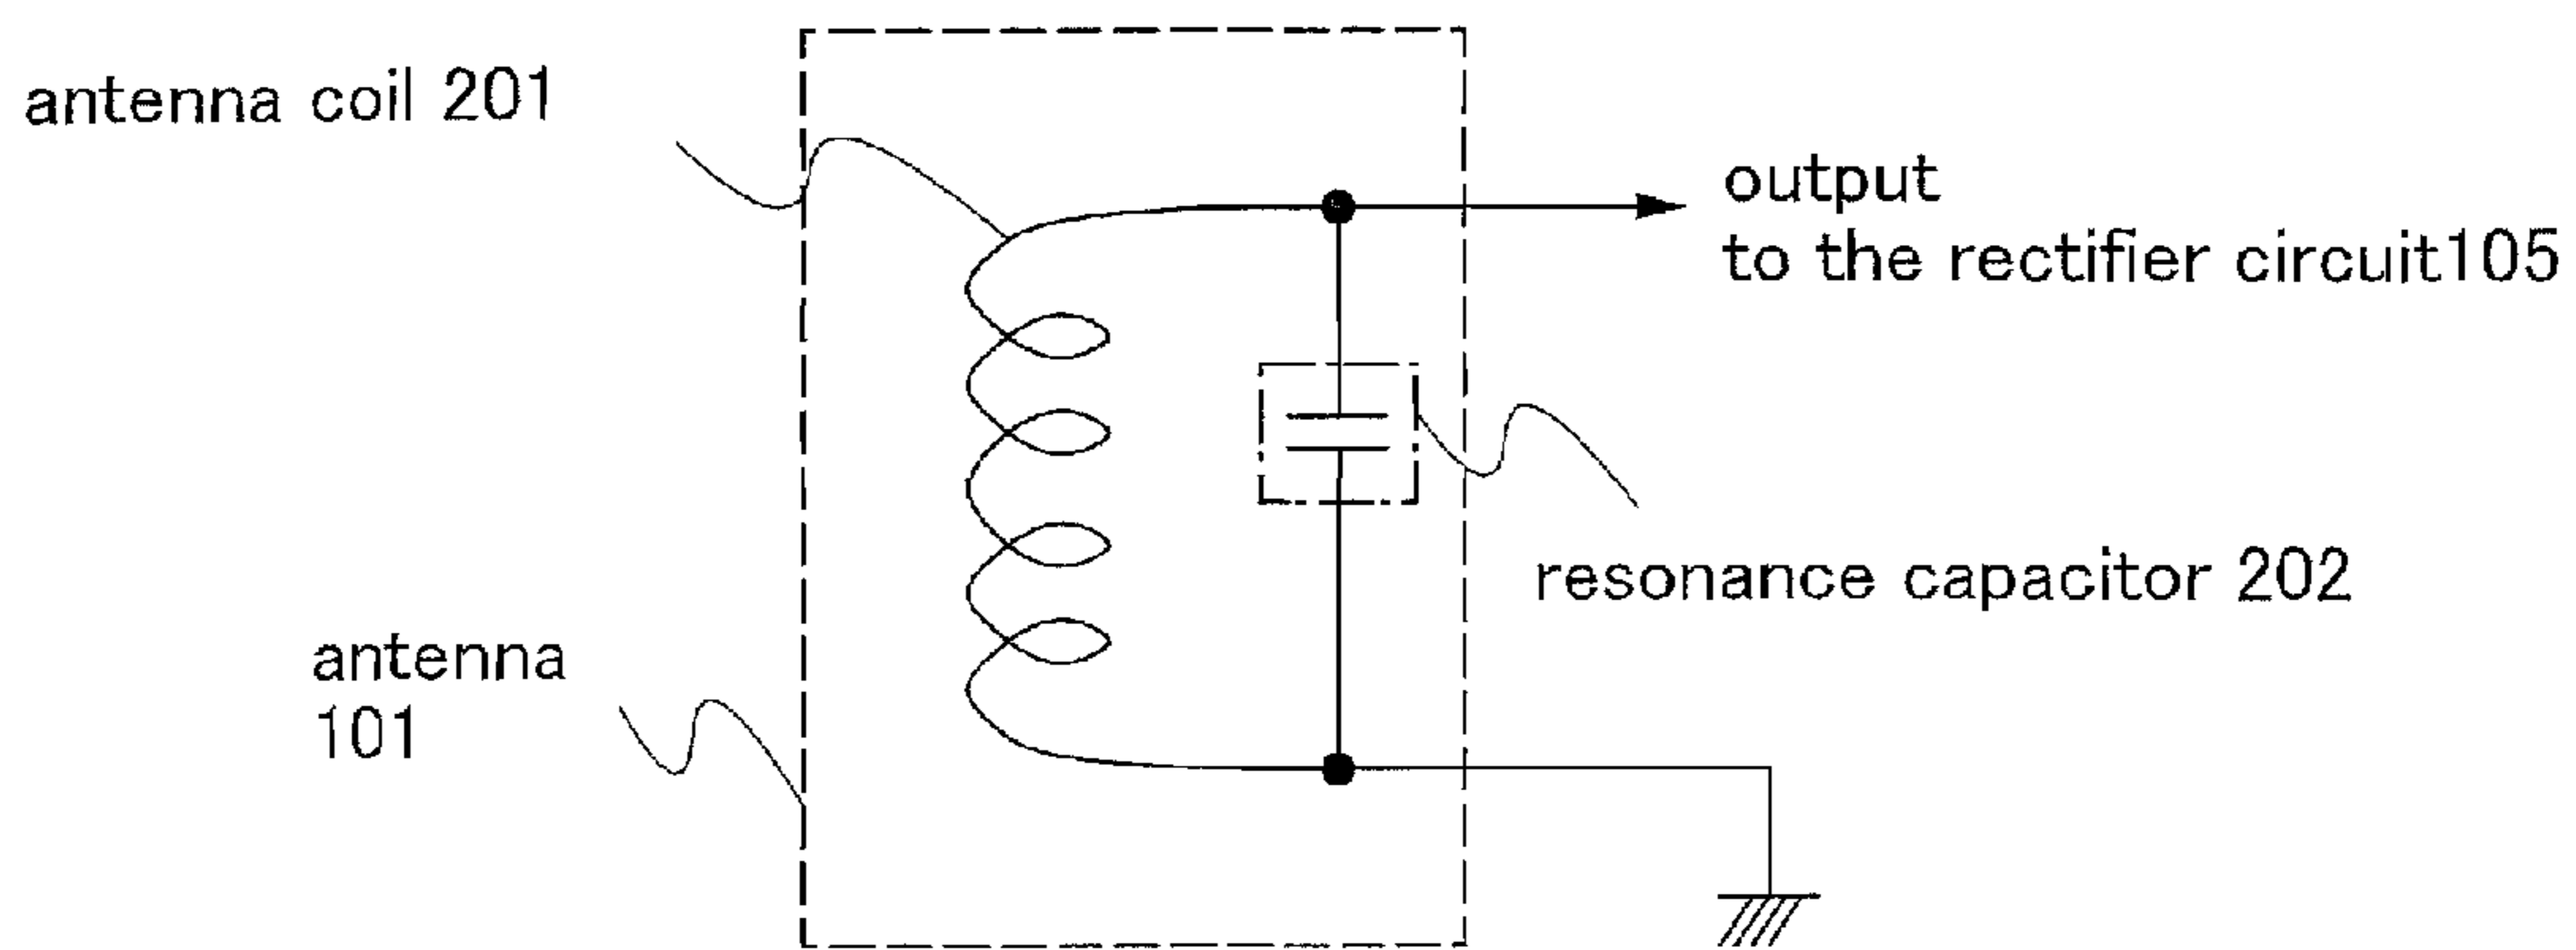 antenna coil 201
output
to the rectifier circuit105
resonance capacitor 202
antenna
101